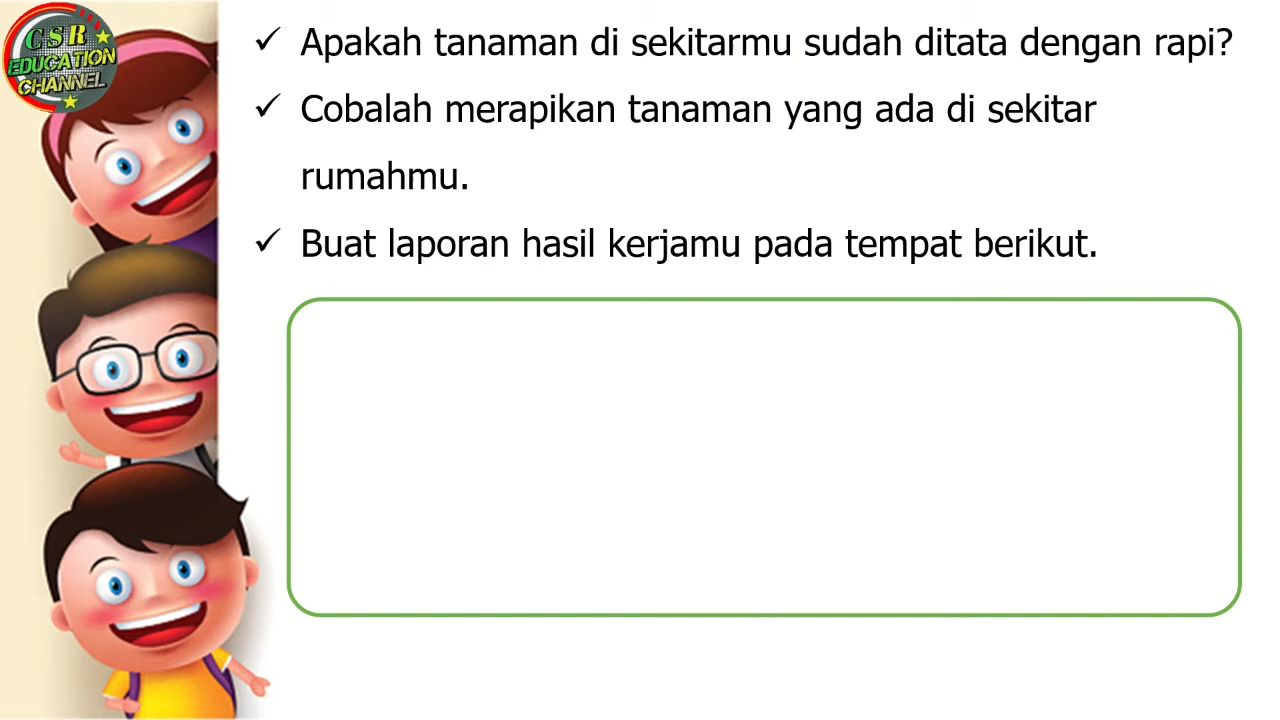 CSR
EDUCATION
CHANNEL
✓ Apakah tanaman di sekitarmu sudah ditata dengan rapi?
✓ Cobalah merapikan tanaman yang ada di sekitar
rumahmu.
✓ Buat laporan hasil kerjamu pada tempat berikut.